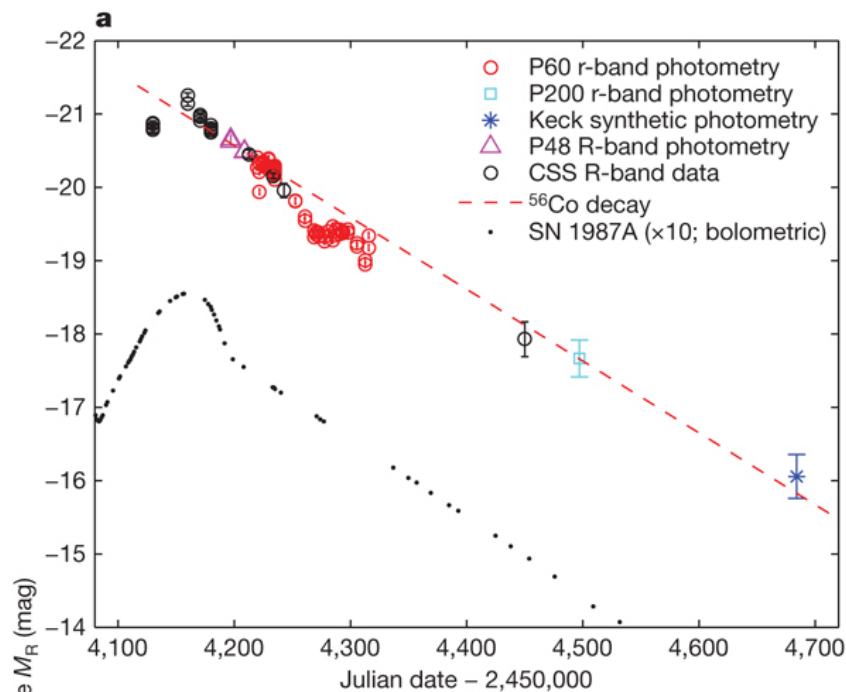 a
−22
−21
−20
−19
−18
−17
−16
−15
−14
P60 r-band photometry
P200 r-band photometry
Keck synthetic photometry
P48 R-band photometry
CSS R-band data
⁵⁶Co decay
SN 1987A (×10; bolometric)
4,100 4,200 4,300 4,400 4,500 4,600 4,700
Julian date − 2,450,000
e M_R (mag)